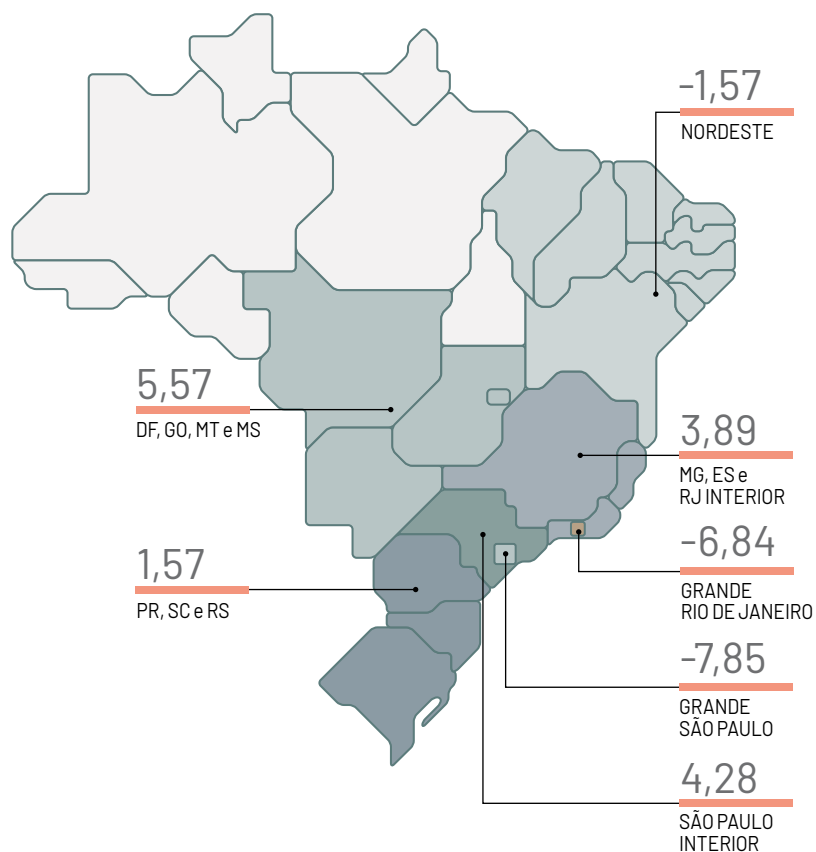 -1,57
NORDESTE
5,57
DF, GO, MT e MS
3,89
MG, ES e
RJ INTERIOR
-6,84
GRANDE
RIO DE JANEIRO
1,57
PR, SC e RS
-7,85
GRANDE
SÃO PAULO
4,28
SÃO PAULO
INTERIOR